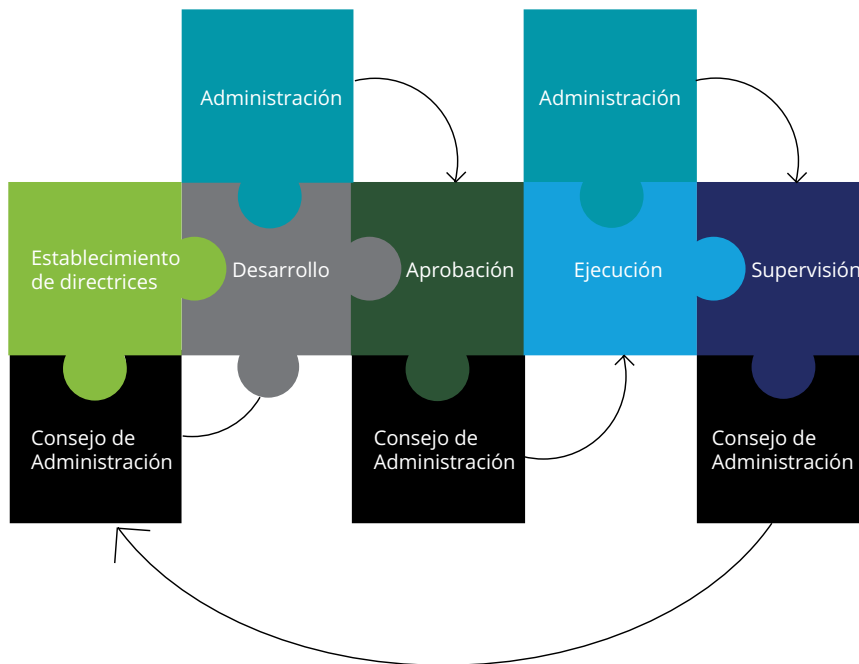 Administración
Administración
Establecimiento
de directrices
Desarrollo
Aprobación
Ejecución
Supervisión
Consejo de
Administración
Consejo de
Administración
Consejo de
Administración